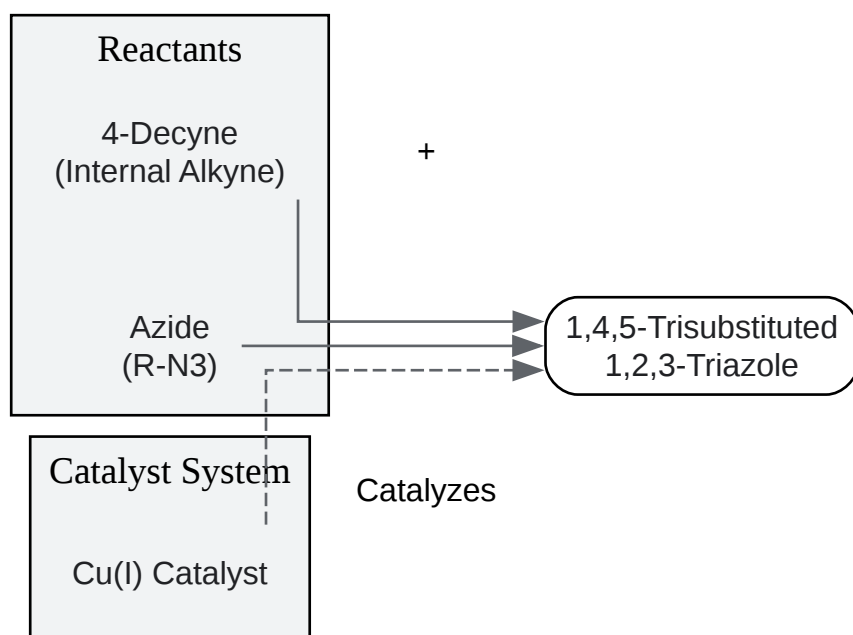 Reactants
4-Decyne
(Internal Alkyne)
+
Azide
(R-N3)
1,4,5-Trisubstituted
1,2,3-Triazole
Catalyst System
Catalyzes
Cu(I) Catalyst